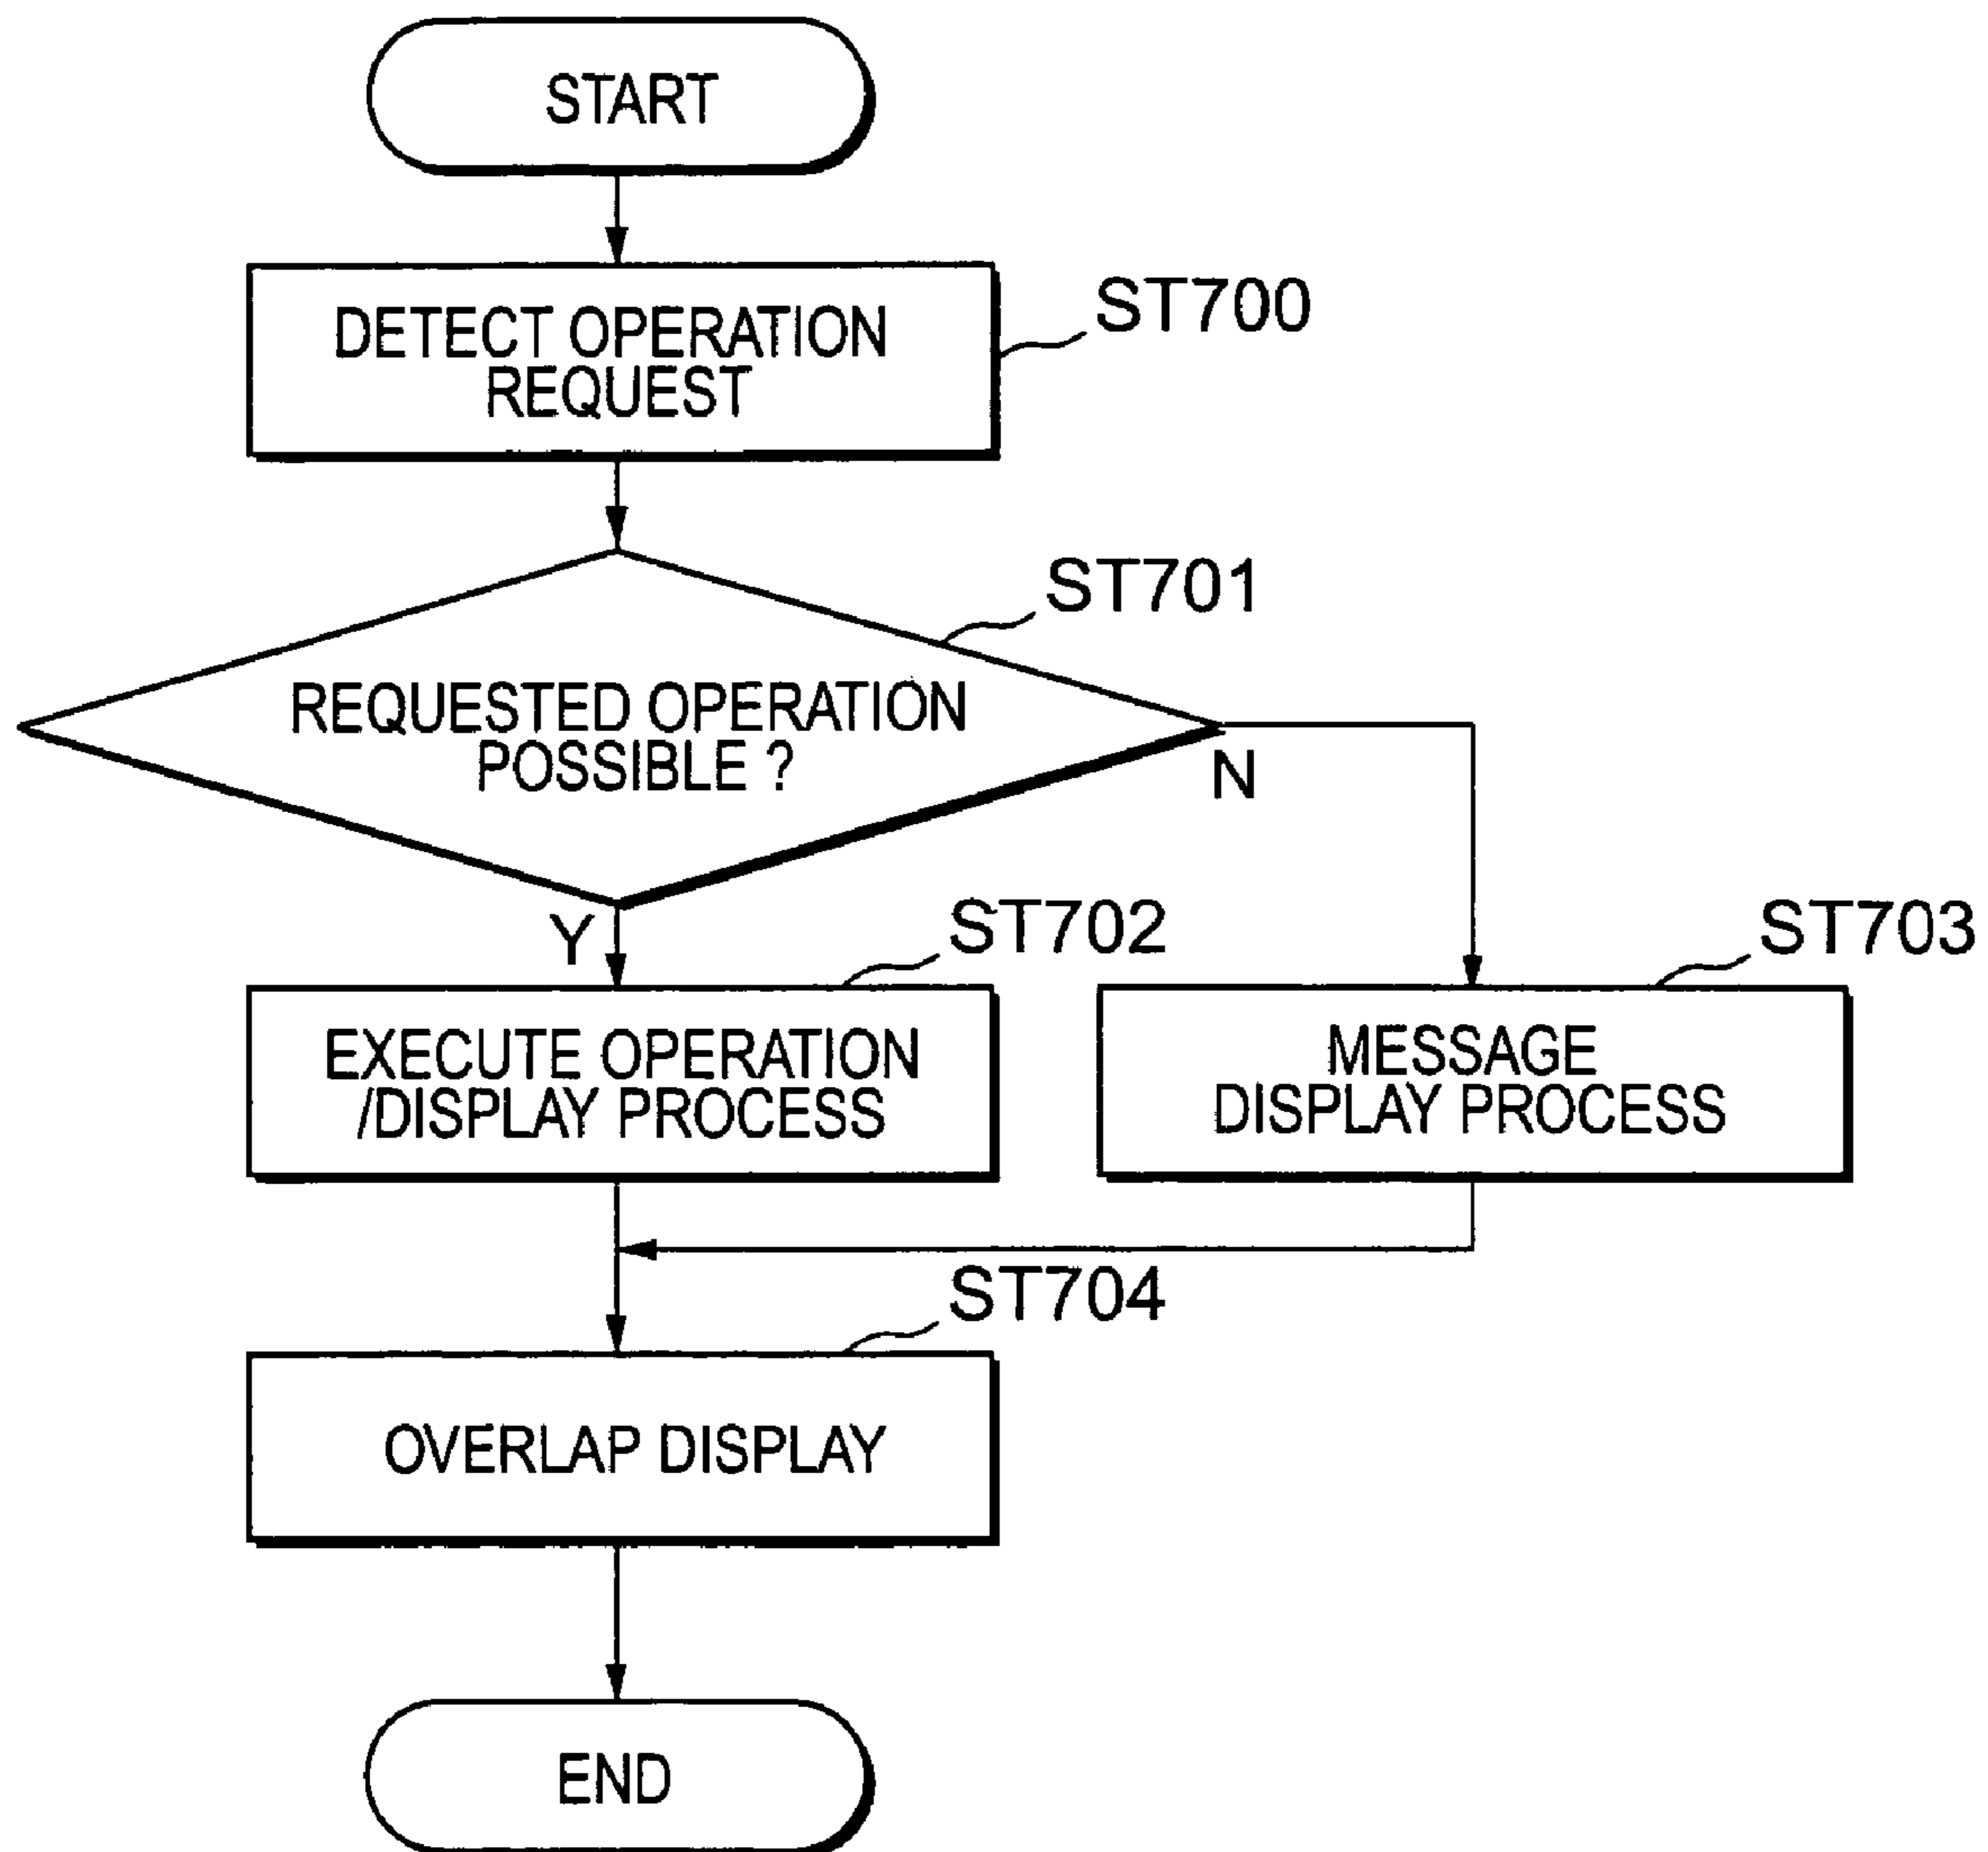 START
DETECT OPERATION
REQUEST
ST700
ST701
REQUESTED OPERATION
POSSIBLE ?
N
Y
ST702
ST703
EXECUTE OPERATION
/DISPLAY PROCESS
MESSAGE
DISPLAY PROCESS
ST704
OVERLAP DISPLAY
END